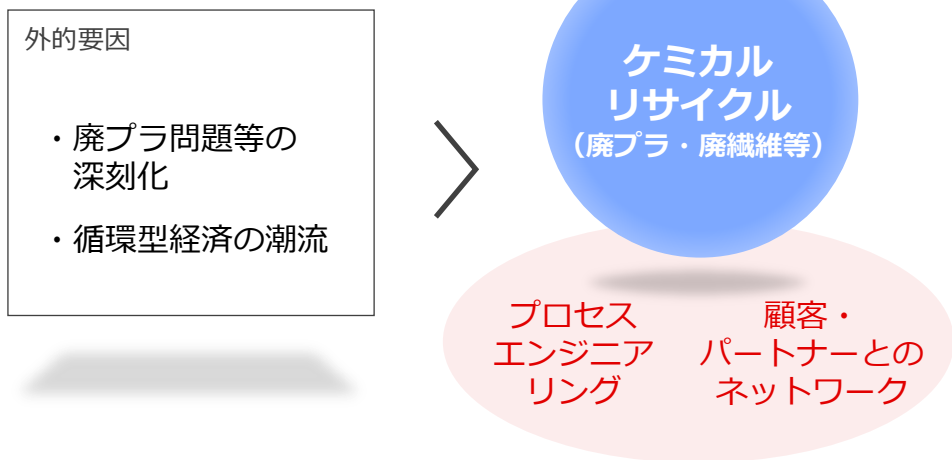 外的要因
・廃プラ問題等の
深刻化
・循環型経済の潮流
ケミカル
リサイクル
（廃プラ・廃繊維等）
プロセス
エンジニア
リング
顧客・
パートナーとの
ネットワーク